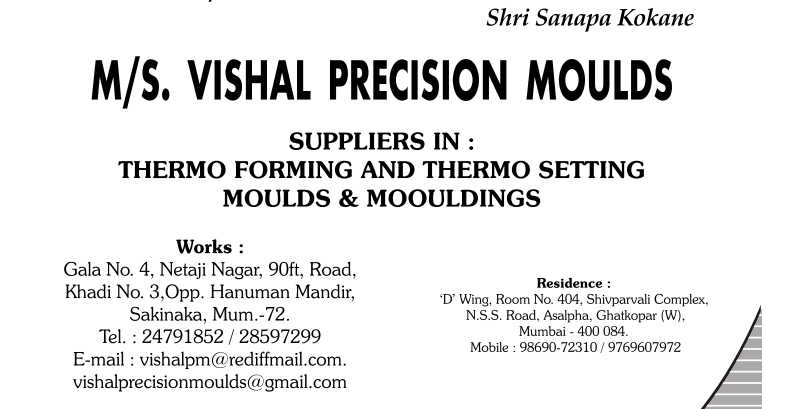 Shri Sanapa Kokane
M/S. VISHAL PRECISION MOULDS
SUPPLIERS IN :
THERMO FORMING AND THERMO SETTING
MOULDS & MOOULDINGS
Works :
Gala No. 4, Netaji Nagar, 90ft, Road,
Khadi No. 3,Opp. Hanuman Mandir,
Sakinaka, Mum.-72.
Tel. : 24791852 / 28597299
E-mail : vishalpm@rediffmail.com.
vishalprecisionmoulds@gmail.com
Residence :
‘D’ Wing, Room No. 404, Shivparvali Complex,
N.S.S. Road, Asalpha, Ghatkopar (W),
Mumbai - 400 084.
Mobile : 98690-72310 / 9769607972